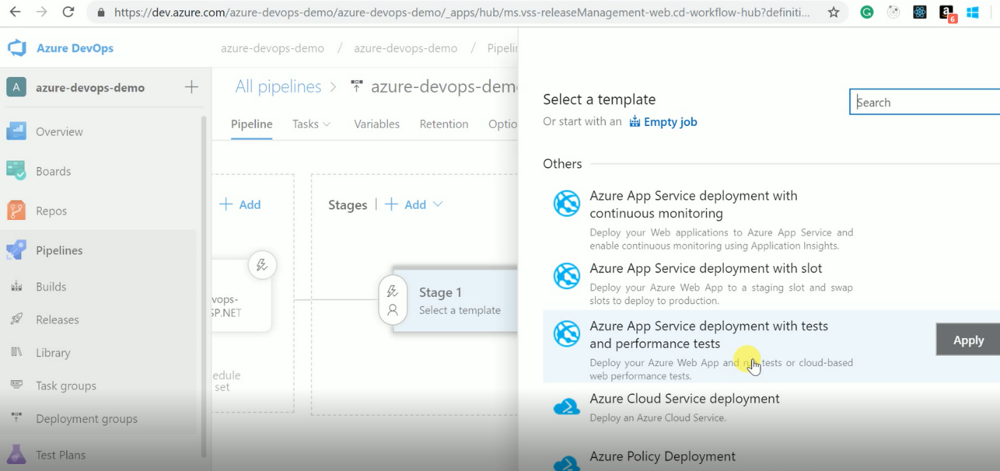 https://dev.azure.com/azure-devops-demo/azure-devops-demo/_apps/hub/ms.vss-releaseManagement-web.cd-workflow-hub?definiti...
a
6
Azure DevOps
azure-devops-demo / azure-devops-demo / Pipelin
A azure-devops-demo
All pipelines > azure-devops-dem
Pipeline Tasks Variables Retention Optio
Overview
Boards
Repos
Pipelines
Builds
Releases
Library
Task groups
Deployment groups
Test Plans
Add
Stages | Add
vops-
SP.NET
edule
set
Stage 1
Select a template
Select a template
Search
Or start with an Empty job
Others
Azure App Service deployment with
continuous monitoring
Deploy your Web applications to Azure App Service and
enable continuous monitoring using Application Insights.
Azure App Service deployment with slot
Deploy your Azure Web App to a staging slot and swap
slots to deploy to production.
Azure App Service deployment with tests
and performance tests
Apply
Deploy your Azure Web App and run tests or cloud-based
web performance tests.
Azure Cloud Service deployment
Deploy an Azure Cloud Service.
Azure Policy Deployment